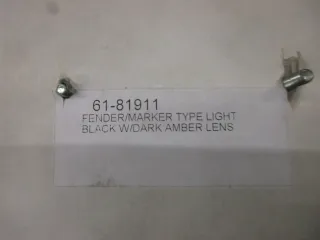 61-81911
FENDER/MARKER TYPE LIGHT
BLACK W/DARK AMBER LENS